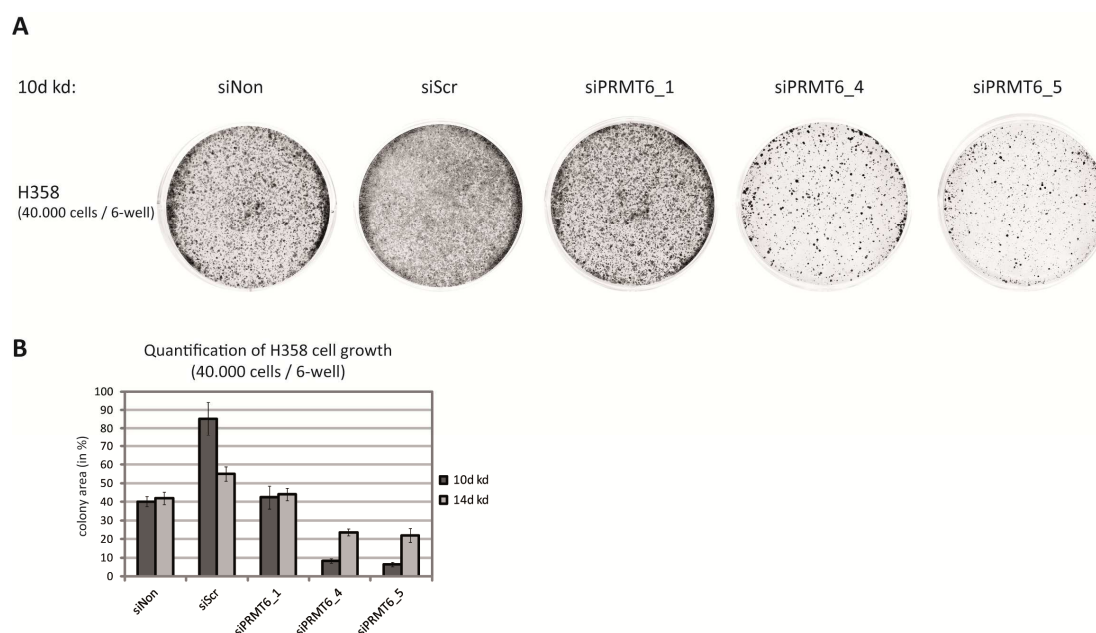 A
10d kd: siNon siScr siPRMT6_1 siPRMT6_4 siPRMT6_5
H358
(40.000 cells / 6-well)
B
Quantification of H358 cell growth
(40.000 cells / 6-well)
colony area (in %)
100
90
80
70
60
50
40
30
20
10
0
10d kd
14d kd
siNon siScr siPRMT6_1 siPRMT6_4 siPRMT6_5